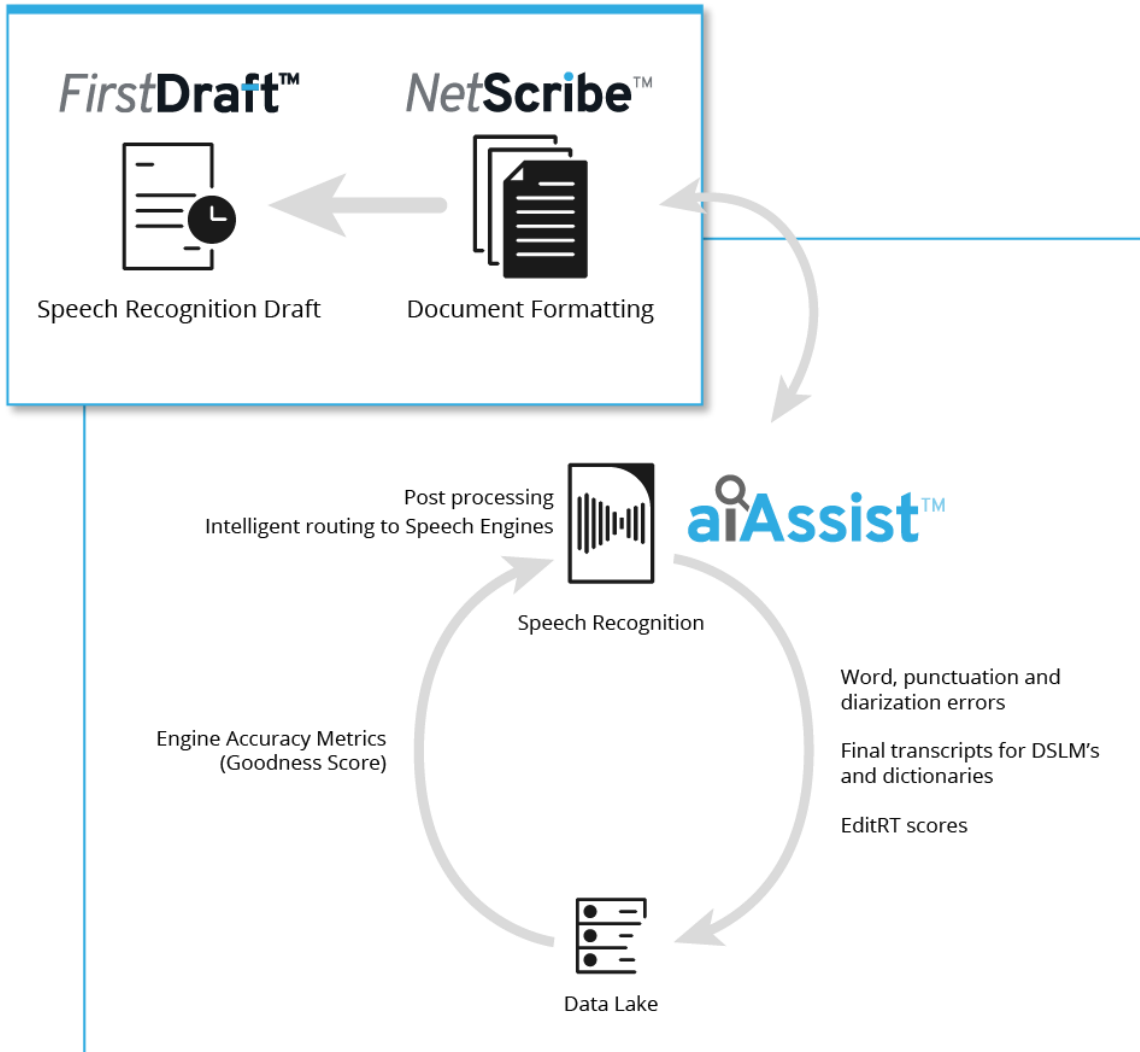 FirstDraft™
NetScribe™
Speech Recognition Draft
Document Formatting
Post processing
Intelligent routing to Speech Engines
aiAssist™
Speech Recognition
Word, punctuation and
diarization errors
Engine Accuracy Metrics
(Goodness Score)
Final transcripts for DSLM’s
and dictionaries
EditRT scores
Data Lake